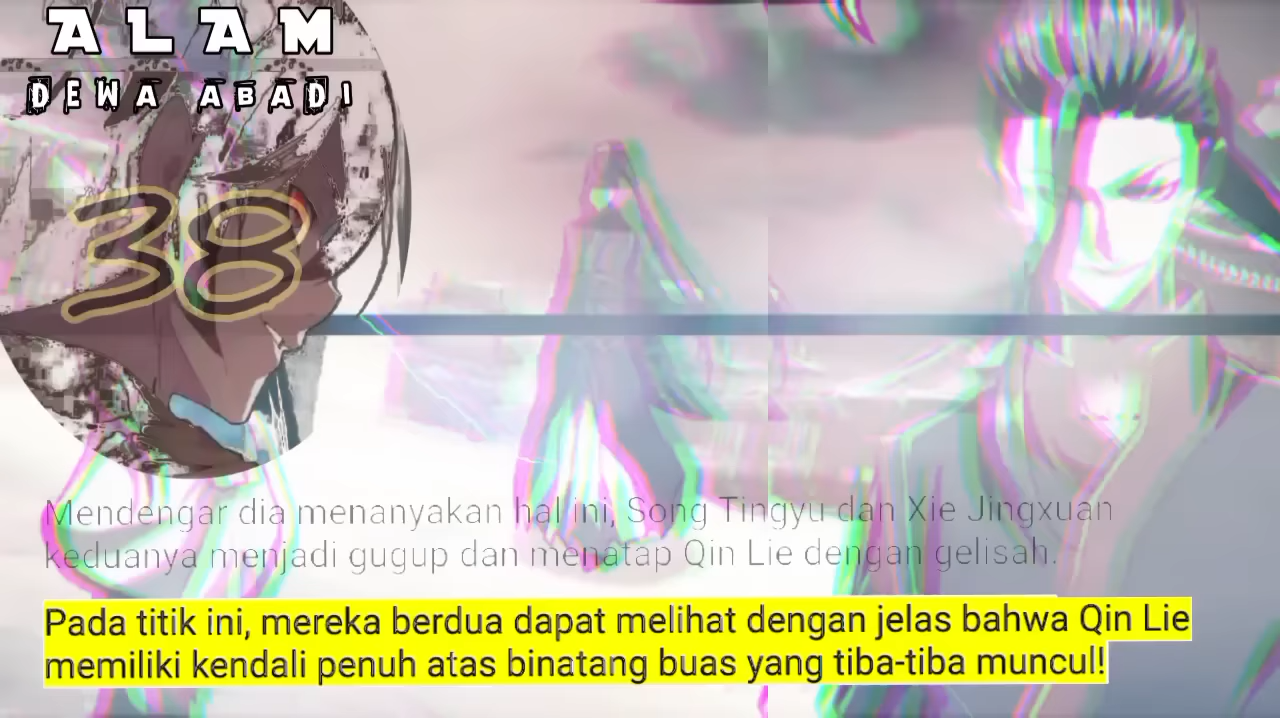 ALAM
DEWA ABADI
38
Mendengar dia menanyakan hal ini, Song Tingyu dan Xie Jingxuan
keduanya menjadi gugup dan menatap Qin Lie dengan gelisah.
Pada titik ini, mereka berdua dapat melihat dengan jelas bahwa Qin Lie
memiliki kendali penuh atas binatang buas yang tiba-tiba muncul!